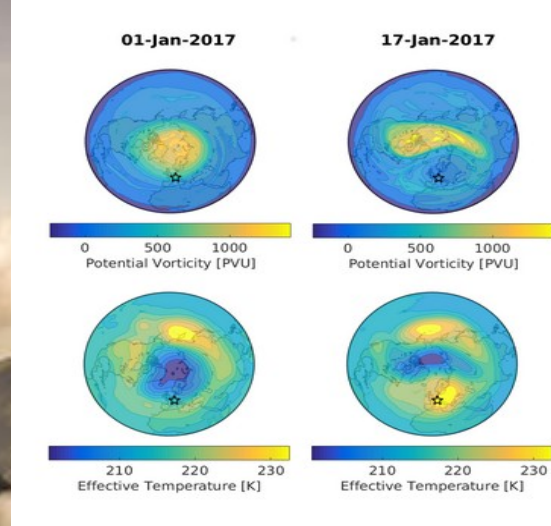 01-Jan-2017 17-Jan-2017
0 500 1000 0 500 1000
Potential Vorticity [PVU] Potential Vorticity [PVU]
210 220 230 210 220 230
Effective Temperature [K] Effective Temperature [K]